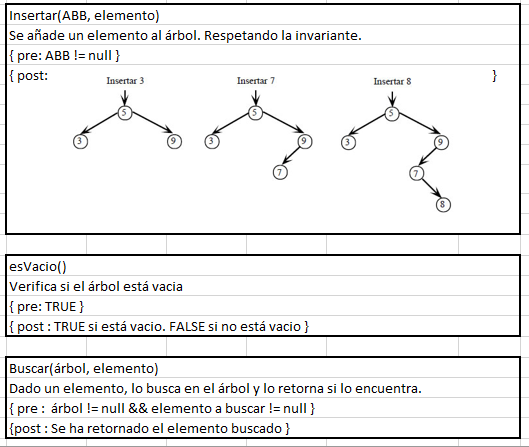 Insertar(ABB, elemento)
Se añade un elemento al árbol. Respetando la invariante.
{ pre: ABB != null }
{ post: }
Insertar 3 Insertar 7 Insertar 8
5 5 5
3 9 3 9 3 9
7 7
8
esVacio()
Verifica si el árbol está vacia
{ pre: TRUE }
{ post : TRUE si está vacio. FALSE si no está vacio }
Buscar(árbol, elemento)
Dado un elemento, lo busca en el árbol y lo retorna si lo encuentra.
{ pre : árbol != null && elemento a buscar != null }
{post : Se ha retornado el elemento buscado }